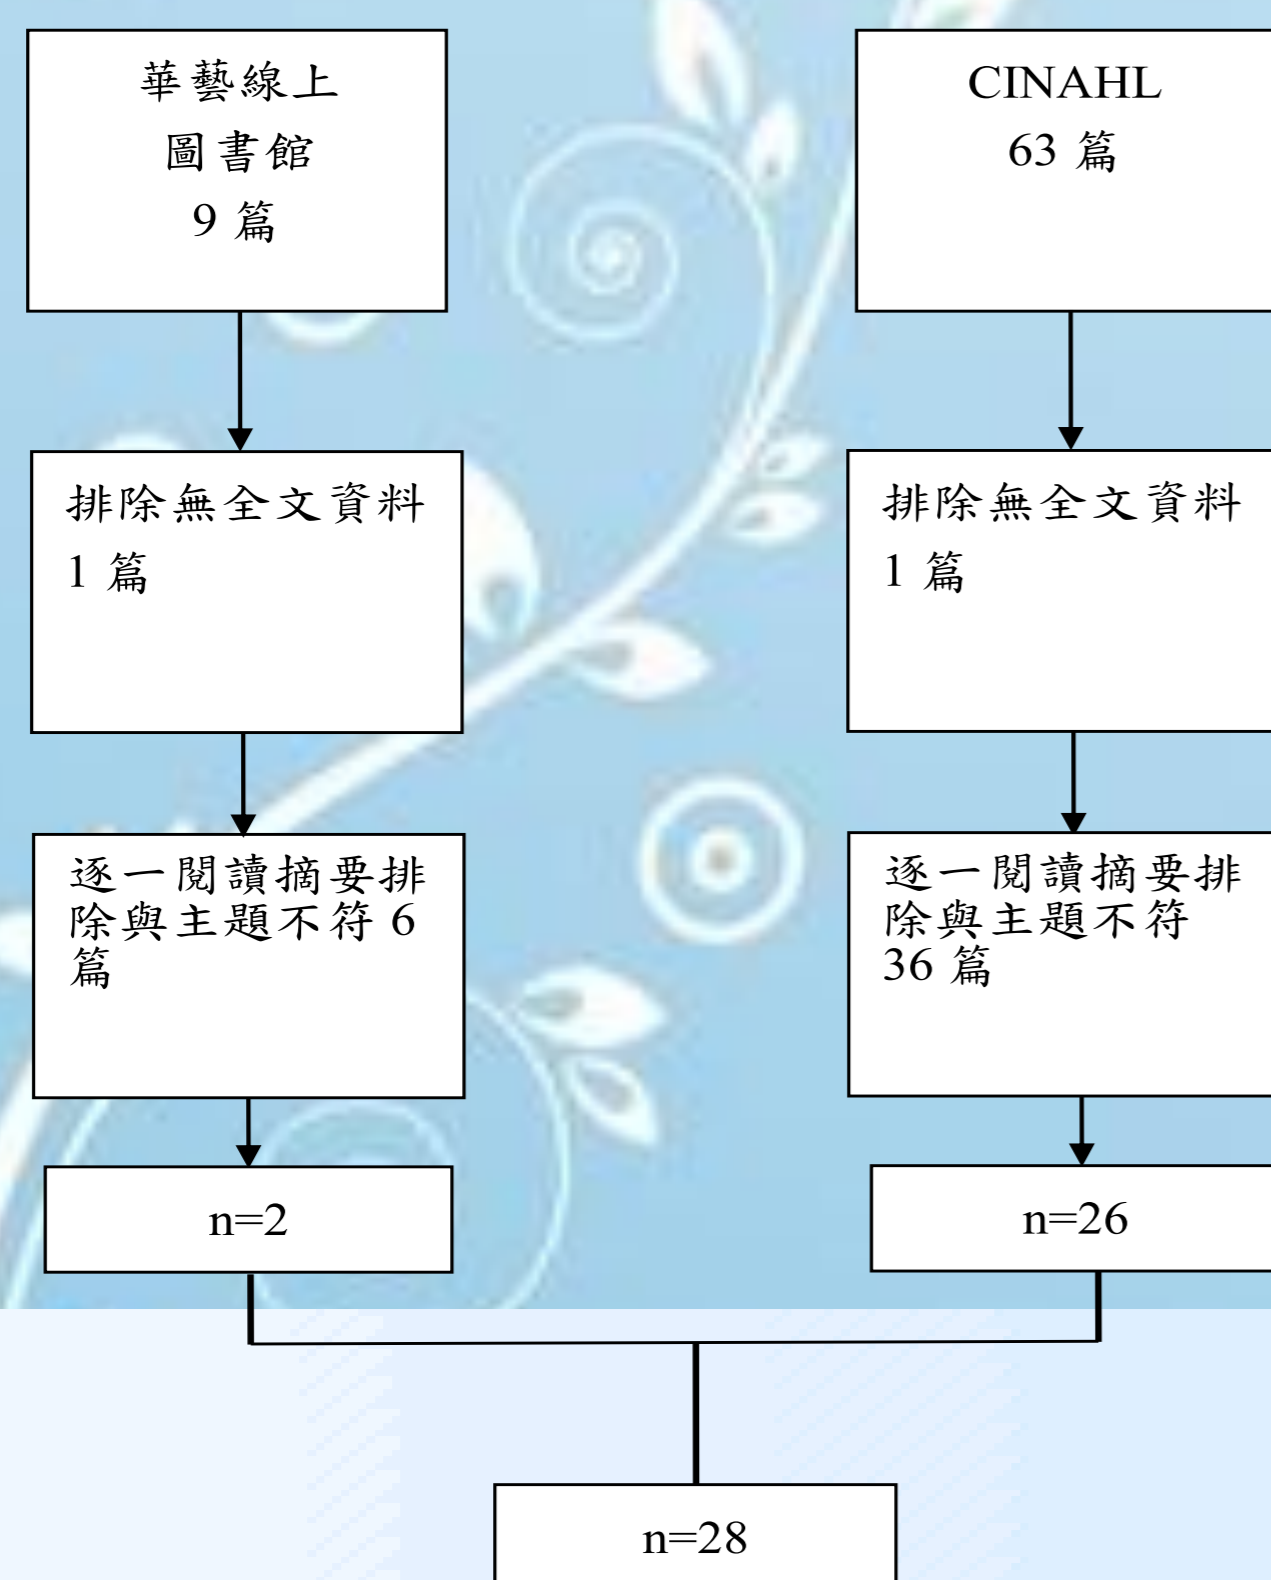 華藝線上
圖書館
9 篇
排除無全文資料
1 篇
逐一閱讀摘要排
除與主題不符 6
篇
n=2
CINAHL
63 篇
排除無全文資料
1 篇
逐一閱讀摘要排
除與主題不符
36 篇
n=26
n=28